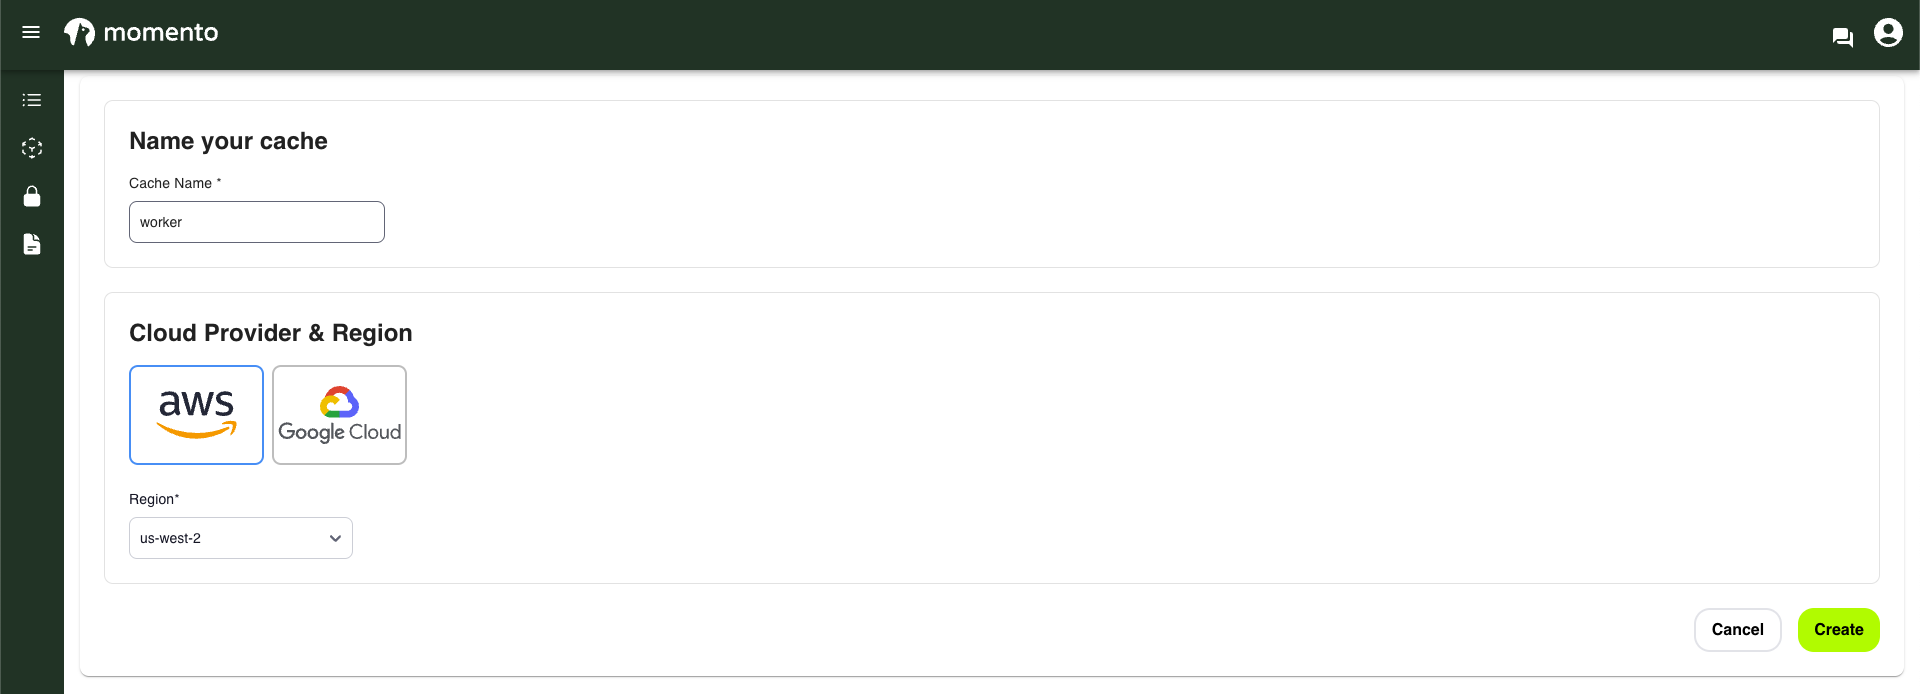 momento
Name your cache
Cache Name *
worker
Cloud Provider & Region
aws
Google Cloud
Region*
us-west-2
Cancel
Create